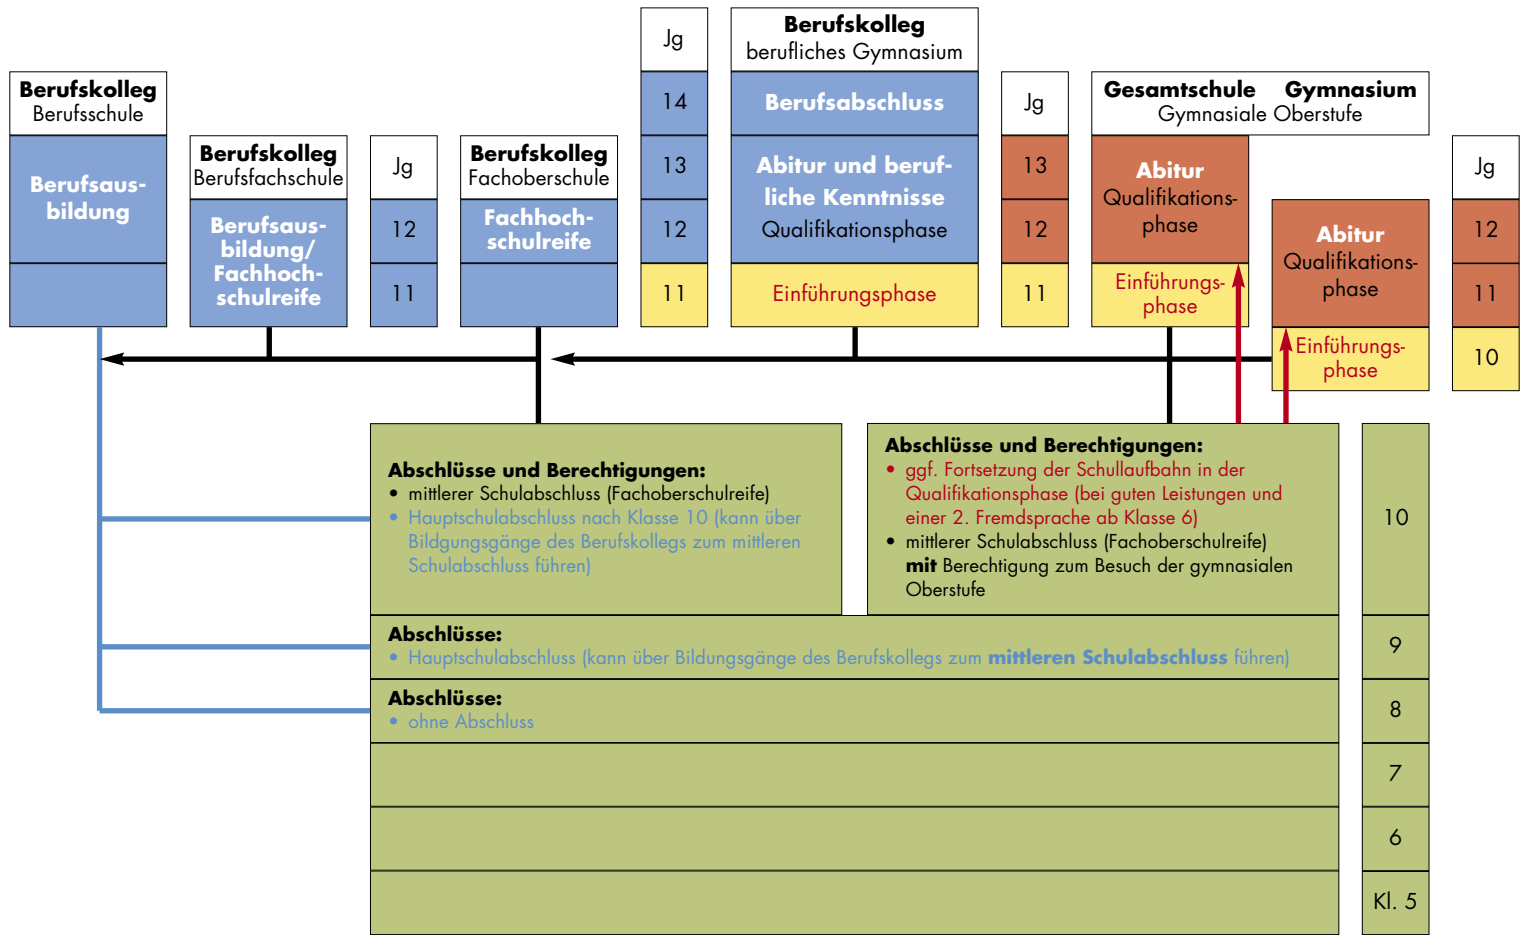 Berufskolleg
Berufsschule
Berufsaus-
bildung
Berufskolleg
Berufsfachschule
Berufsaus-
bildung/
Fachhoch-
schulreife
Jg
12
11
Berufskolleg
Fachoberschule
Fachhoch-
schulreife
Jg
14
13
12
11
Berufskolleg
berufliches Gymnasium
Berufsabschluss
Abitur und beruf-
liche Kenntnisse
Qualifikationsphase
Einführungsphase
Jg
13
12
11
Gesamtschule Gymnasium
Gymnasiale Oberstufe
Abitur
Qualifikations-
phase
Einführungs-
phase
Abitur
Qualifikations-
phase
Einführungs-
phase
Jg
12
11
10
Abschlüsse und Berechtigungen:
• mittlerer Schulabschluss (Fachoberschulreife)
• Hauptschulabschluss nach Klasse 10 (kann über
Bildgungsgänge des Berufskollegs zum mittleren
Schulabschluss führen)
Abschlüsse und Berechtigungen:
• ggf. Fortsetzung der Schullaufbahn in der
Qualifikationsphase (bei guten Leistungen und
einer 2. Fremdsprache ab Klasse 6)
• mittlerer Schulabschluss (Fachoberschulreife)
mit Berechtigung zum Besuch der gymnasialen
Oberstufe
10
Abschlüsse:
• Hauptschulabschluss (kann über Bildungsgänge des Berufskollegs zum mittleren Schulabschluss führen)
9
Abschlüsse:
• ohne Abschluss
8
7
6
Kl. 5